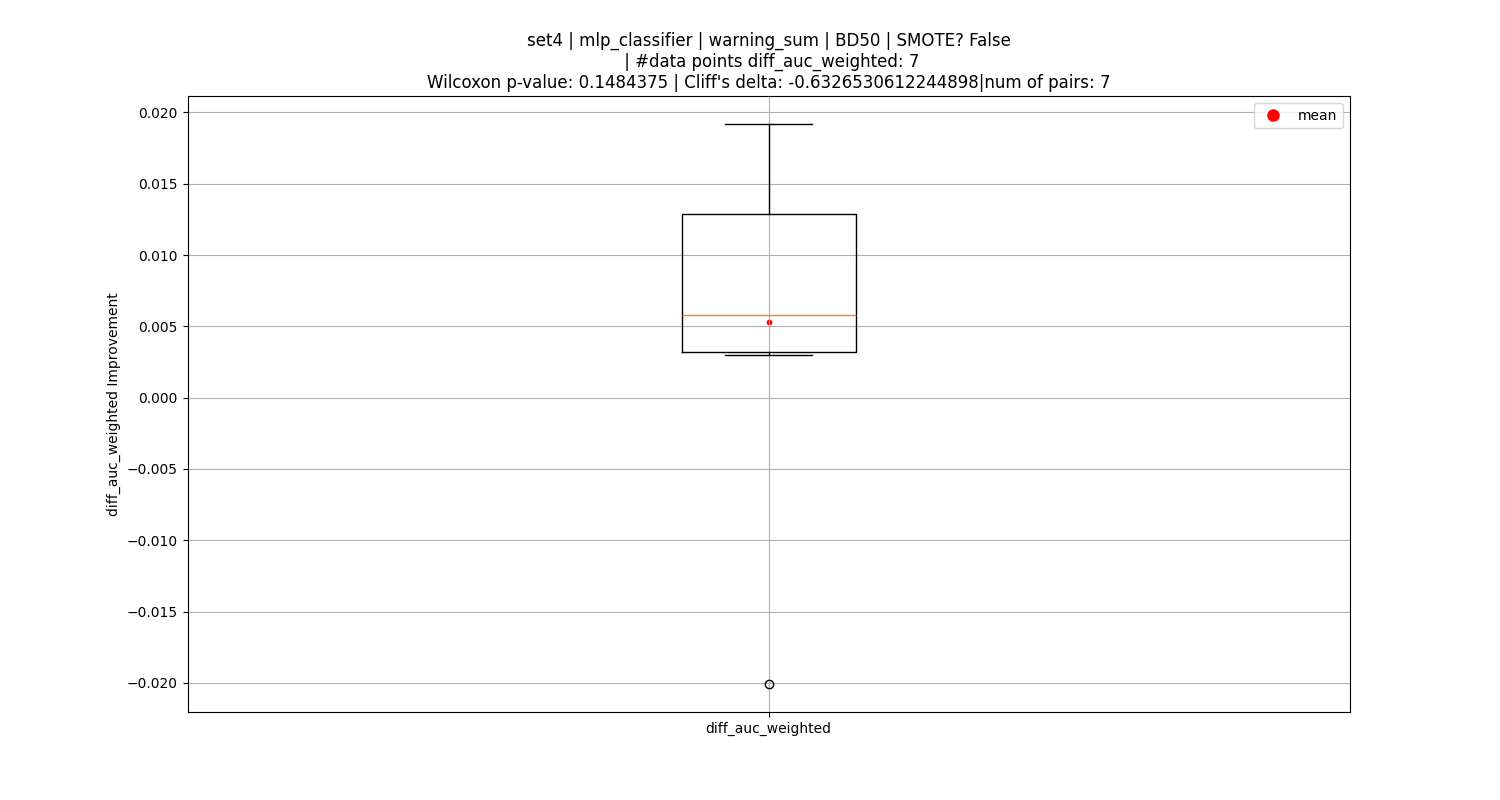 set4 | mlp_classifier | warning_sum | BD50 | SMOTE? False
| #data points diff_auc_weighted: 7
Wilcoxon p-value: 0.1484375 | Cliff's delta: -0.6326530612244898|num of pairs: 7
mean
0.020
0.015
0.010
0.005
0.000
−0.005
−0.010
−0.015
−0.020
diff_auc_weighted Improvement
diff_auc_weighted